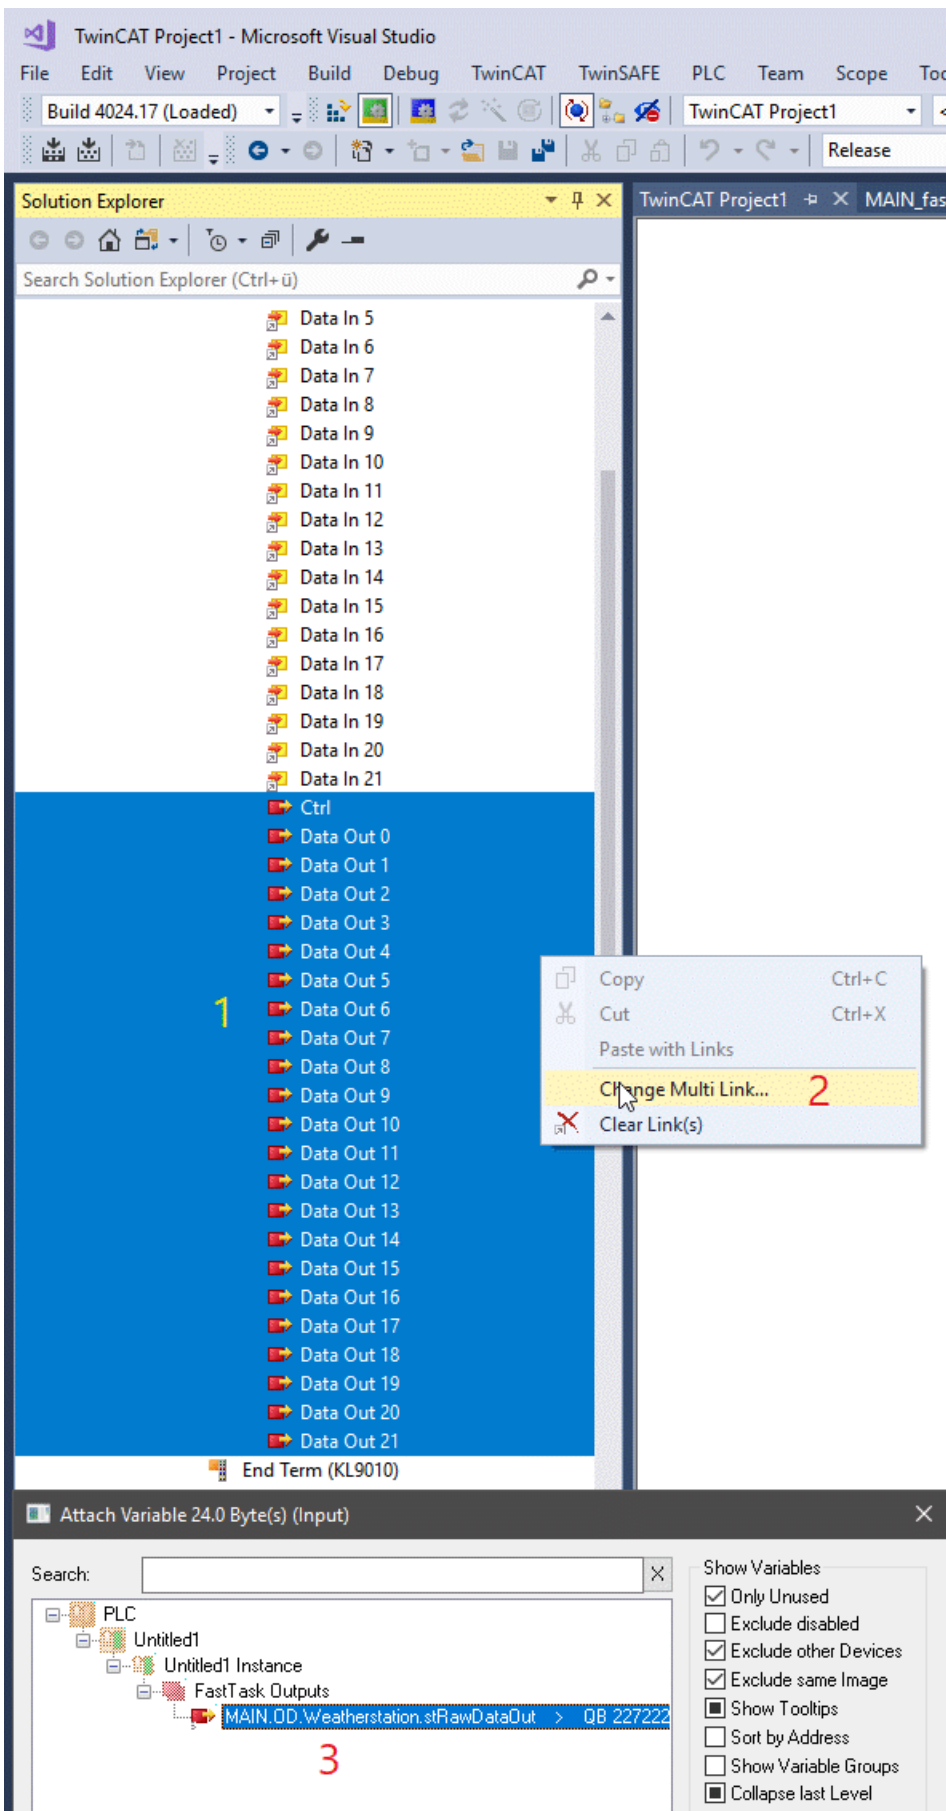 TwinCAT Project1 - Microsoft Visual Studio
File Edit View Project Build Debug TwinCAT TwinSAFE PLC Team Scope
Build 4024.17 (Loaded) TwinCAT Project1
Release
Solution Explorer TwinCAT Project1 MAIN_fas
Search Solution Explorer (Ctrl+ü)
Data In 5
Data In 6
Data In 7
Data In 8
Data In 9
Data In 10
Data In 11
Data In 12
Data In 13
Data In 14
Data In 15
Data In 16
Data In 17
Data In 18
Data In 19
Data In 20
Data In 21
Ctrl
Data Out 0
Data Out 1
Data Out 2
Data Out 3
Data Out 4
Data Out 5
Data Out 6
Data Out 7
Data Out 8
Data Out 9
Data Out 10
Data Out 11
Data Out 12
Data Out 13
Data Out 14
Data Out 15
Data Out 16
Data Out 17
Data Out 18
Data Out 19
Data Out 20
Data Out 21
End Term (KL9010)
1
Copy Ctrl+C
Cut Ctrl+X
Paste with Links
Change Multi Link... 2
Clear Link(s)
Attach Variable 24.0 Byte(s) (Input)
Search:
PLC
Untitled1
Untitled1 Instance
FastTask Outputs
MAIN.OD.Weatherstation.stRawDataOut > QB 227222
3
Show Variables
Only Unused
Exclude disabled
Exclude other Devices
Exclude same Image
Show Tooltips
Sort by Address
Show Variable Groups
Collapse last Level